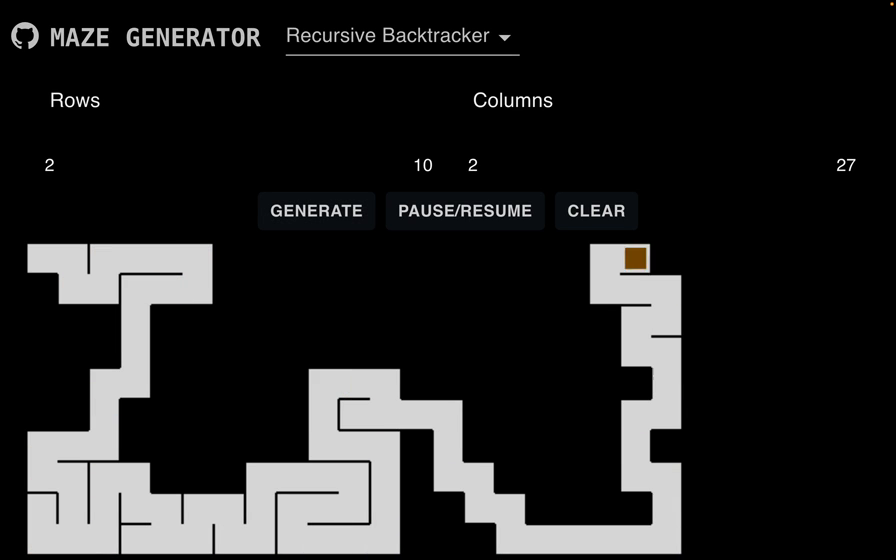 MAZE GENERATOR Recursive Backtracker
Rows Columns
2 10 2 27
GENERATE PAUSE/RESUME CLEAR